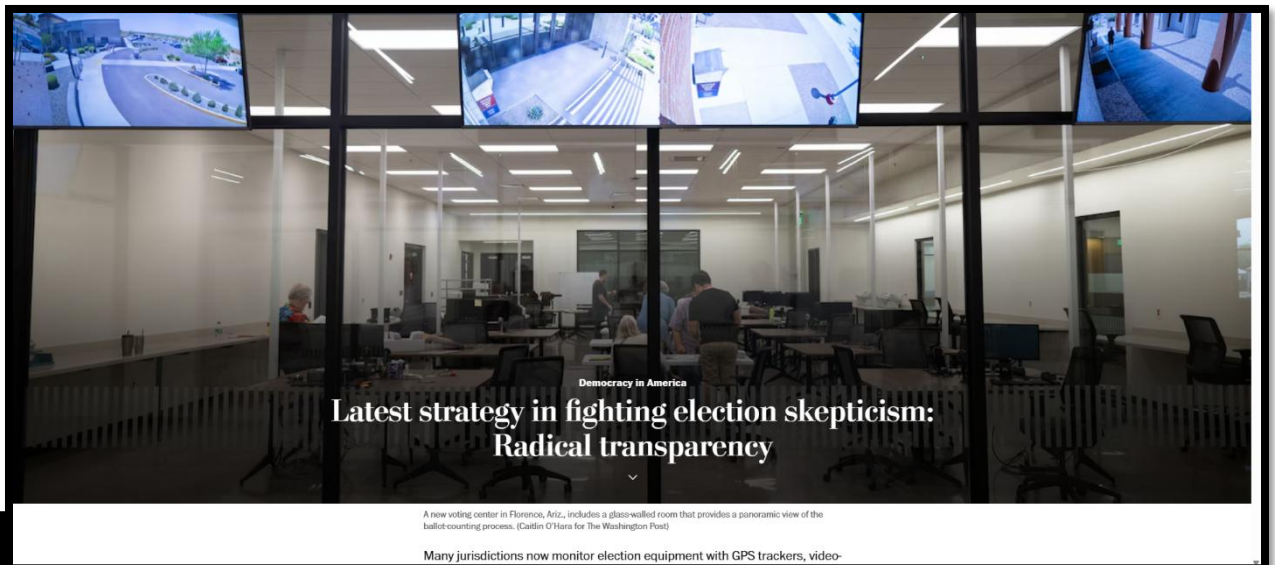 Democracy in America
Latest strategy in fighting election skepticism:
Radical transparency
A new voting center in Florence, Ariz., includes a glass-walled room that provides a panoramic view of the
ballot-counting process. (Caitlin O'Hara for The Washington Post)
Many jurisdictions now monitor election equipment with GPS trackers, video-